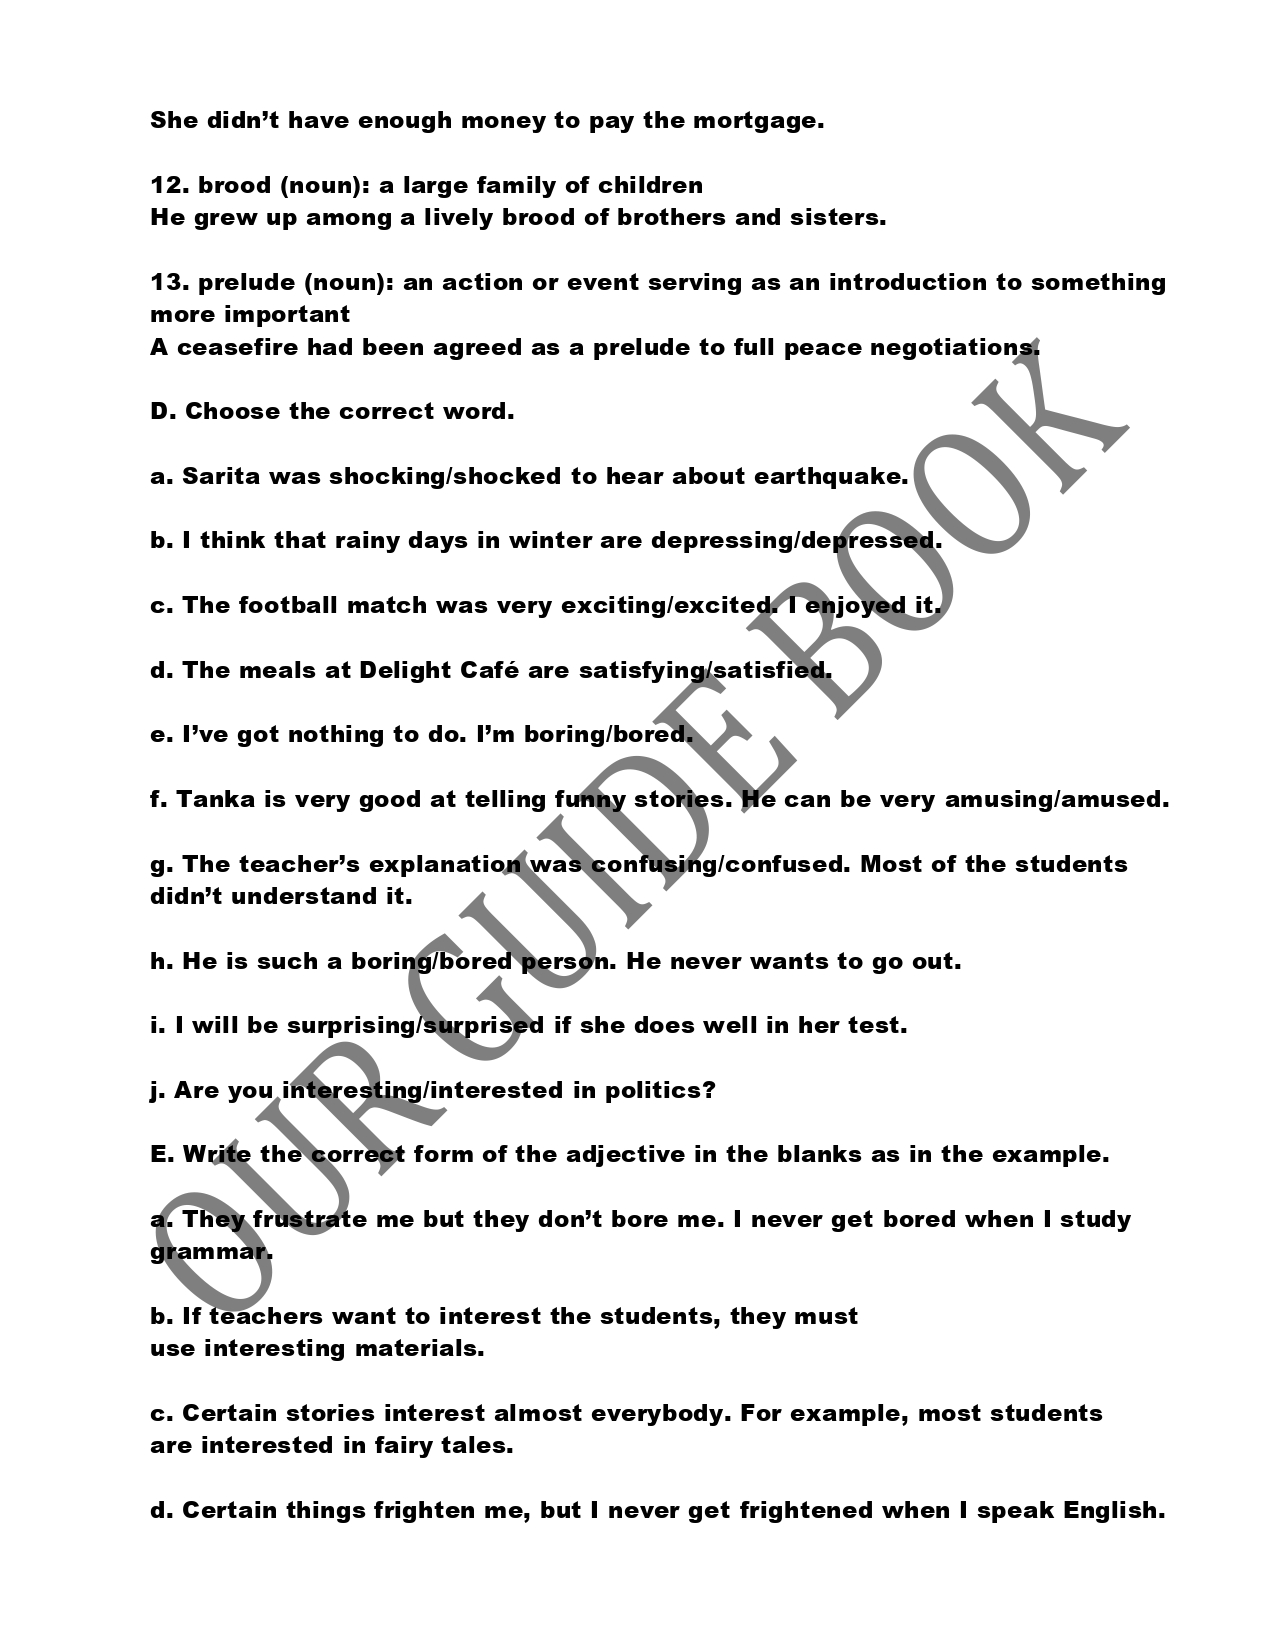 She didn’t have enough money to pay the mortgage.
12. brood (noun): a large family of children
He grew up among a lively brood of brothers and sisters.
13. prelude (noun): an action or event serving as an introduction to something
more important
A ceasefire had been agreed as a prelude to full peace negotiations.
D. Choose the correct word.
a. Sarita was shocking/shocked to hear about earthquake.
b. I think that rainy days in winter are depressing/depressed.
c. The football match was very exciting/excited. I enjoyed it.
d. The meals at Delight Café are satisfying/satisfied.
e. I’ve got nothing to do. I’m boring/bored.
f. Tanka is very good at telling funny stories. He can be very amusing/amused.
g. The teacher’s explanation was confusing/confused. Most of the students
didn’t understand it.
h. He is such a boring/bored person. He never wants to go out.
i. I will be surprising/surprised if she does well in her test.
j. Are you interesting/interested in politics?
E. Write the correct form of the adjective in the blanks as in the example.
a. They frustrate me but they don’t bore me. I never get bored when I study
grammar.
b. If teachers want to interest the students, they must
use interesting materials.
c. Certain stories interest almost everybody. For example, most students
are interested in fairy tales.
d. Certain things frighten me, but I never get frightened when I speak English.
OUR GUIDE BOOK